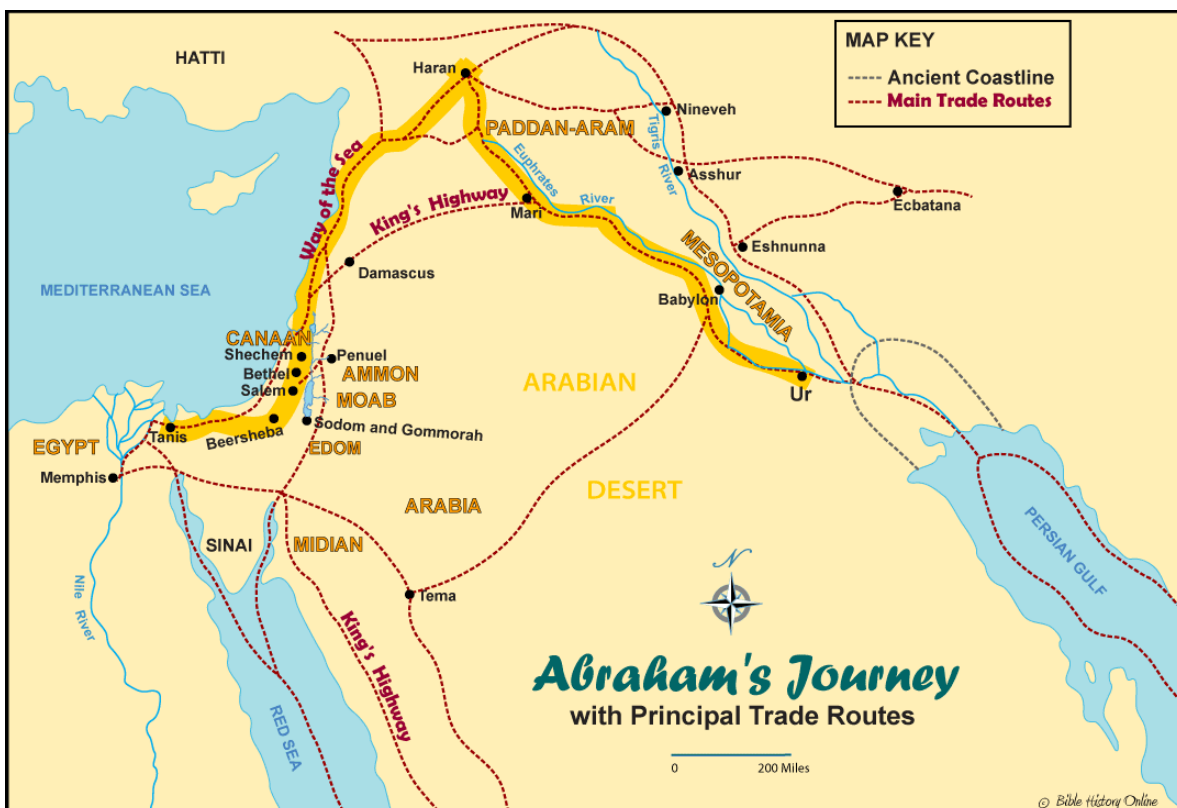 MAP KEY
Ancient Coastline
Main Trade Routes
HATTI
Haran
Nineveh
PADDAN-ARAM
Tigris
River
Euphrates
River
Asshur
Ecbatana
Way of the Sea
King's Highway
Mari
Eshnunna
MESOPOTAMIA
Damascus
MEDITERRANEAN SEA
Babylon
CANAAN
Shechem
Penuel
Bethel
AMMON
Salem
MOAB
ARABIAN
Ur
Tanis
Beersheba
Sodom and Gommorah
EGYPT
EDOM
Memphis
DESERT
ARABIA
SINAI
MIDIAN
PERSIAN GULF
N
Nile River
Tema
King's Highway
RED SEA
Abraham's Journey
with Principal Trade Routes
0 200 Miles
© Bible History Online